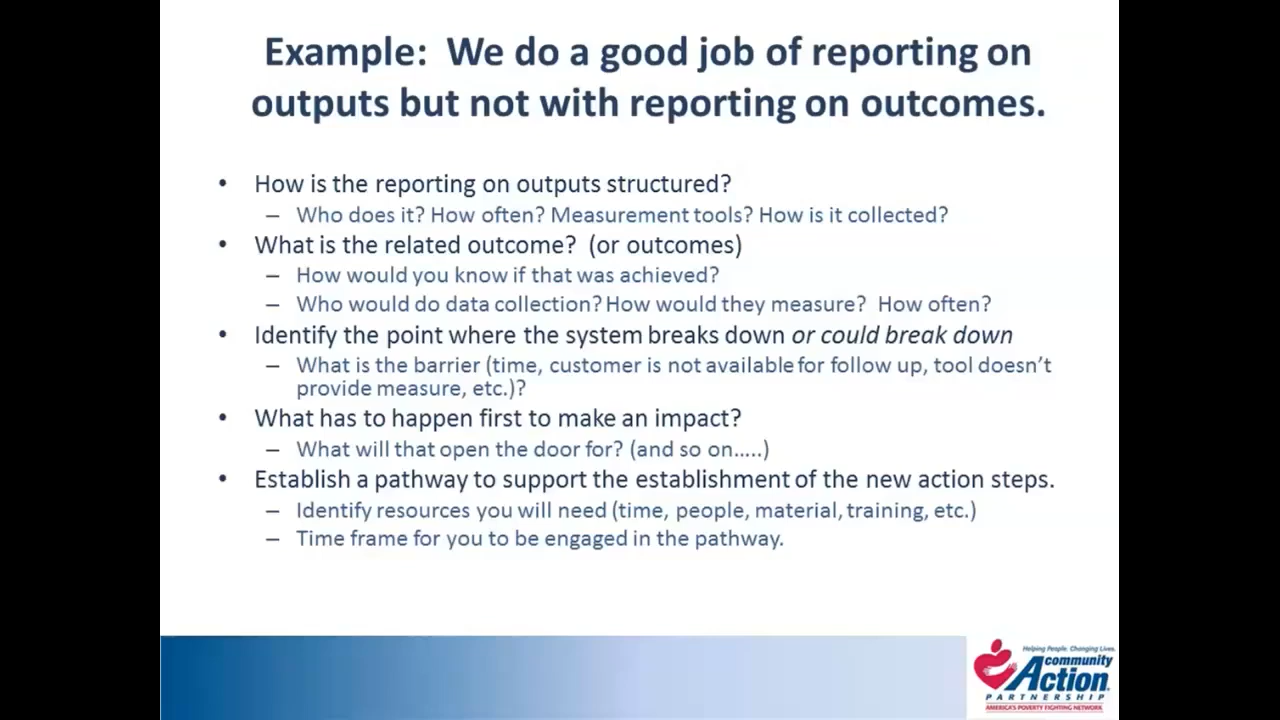 Example:  We do a good job of reporting on
outputs but not with reporting on outcomes.
• How is the reporting on outputs structured?
– Who does it? How often? Measurement tools? How is it collected?
• What is the related outcome?  (or outcomes)
– How would you know if that was achieved?
– Who would do data collection? How would they measure?  How often?
• Identify the point where the system breaks down or could break down
– What is the barrier (time, customer is not available for follow up, tool doesn’t
provide measure, etc.)?
• What has to happen first to make an impact?
– What will that open the door for? (and so on…..)
• Establish a pathway to support the establishment of the new action steps.
– Identify resources you will need (time, people, material, training, etc.)
– Time frame for you to be engaged in the pathway.
Helping People. Changing Lives.
community
Action
PARTNERSHIP
AMERICA'S POVERTY FIGHTING NETWORK